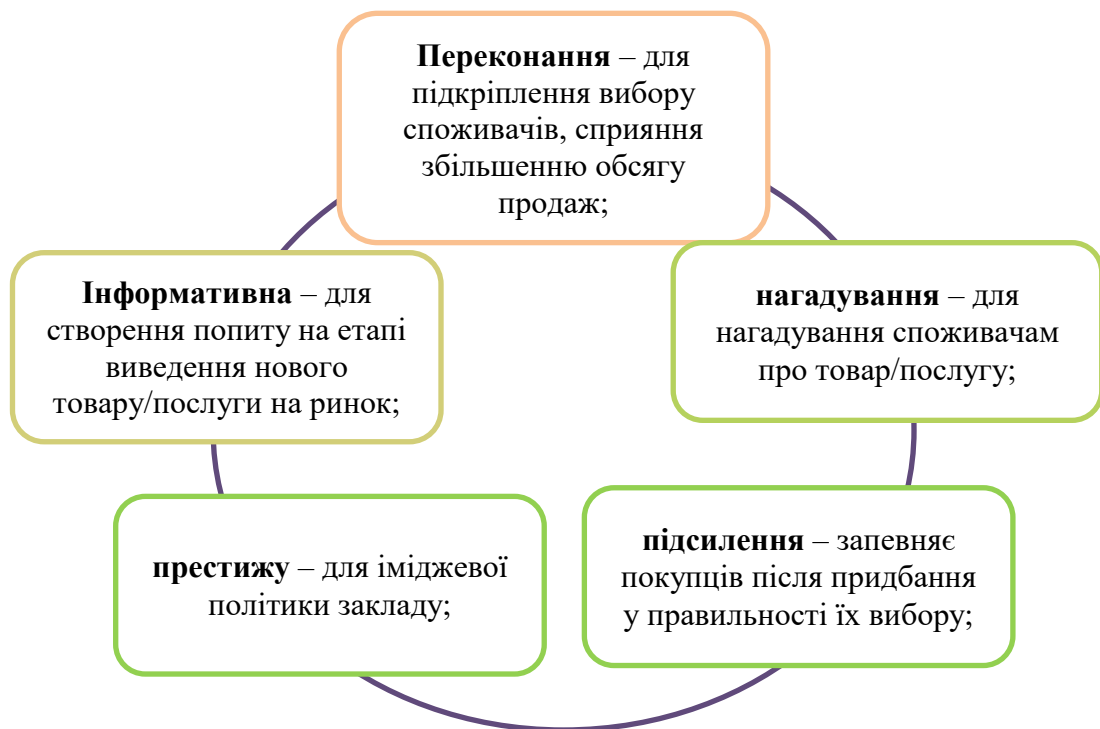 Переконання – для
підкріплення вибору
споживачів, сприяння
збільшенню обсягу
продаж;
Інформативна – для
створення попиту на етапі
виведення нового
товару/послуги на ринок;
нагадування – для
нагадування споживачам
про товар/послугу;
престижу – для іміджевої
політики закладу;
підсилення – запевняє
покупців після придбання
у правильності їх вибору;